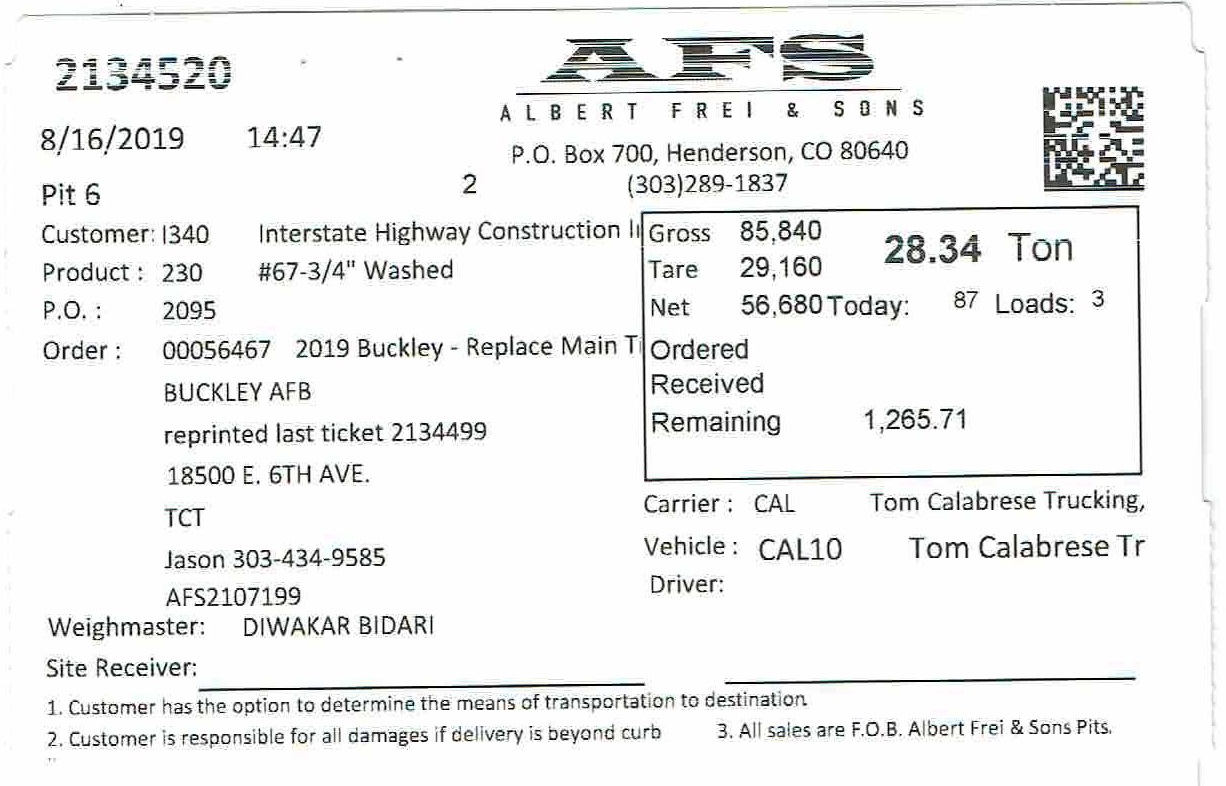 2134520
AFS
ALBERT FREI & SONS
8/16/2019 14:47
P.O. Box 700, Henderson, CO 80640
Pit 6 2 (303)289-1837
Customer: I340 Interstate Highway Construction
Product : 230 #67-3/4" Washed
P.O. : 2095
Order : 00056467 2019 Buckley - Replace Main
BUCKLEY AFB
reprinted last ticket 2134499
18500 E. 6TH AVE.
TCT
Jason 303-434-9585
AFS2107199
Gross 85,840 28.34 Ton
Tare 29,160
Net 56,680 Today: 87 Loads: 3
Ordered
Received
Remaining 1,265.71
Carrier : CAL Tom Calabrese Trucking,
Vehicle : CAL10 Tom Calabrese Tr
Driver:
Weighmaster: DIWAKAR BIDARI
Site Receiver:
1. Customer has the option to determine the means of transportation to destination
2. Customer is responsible for all damages if delivery is beyond curb 3. All sales are F.O.B. Albert Frei & Sons Pits.